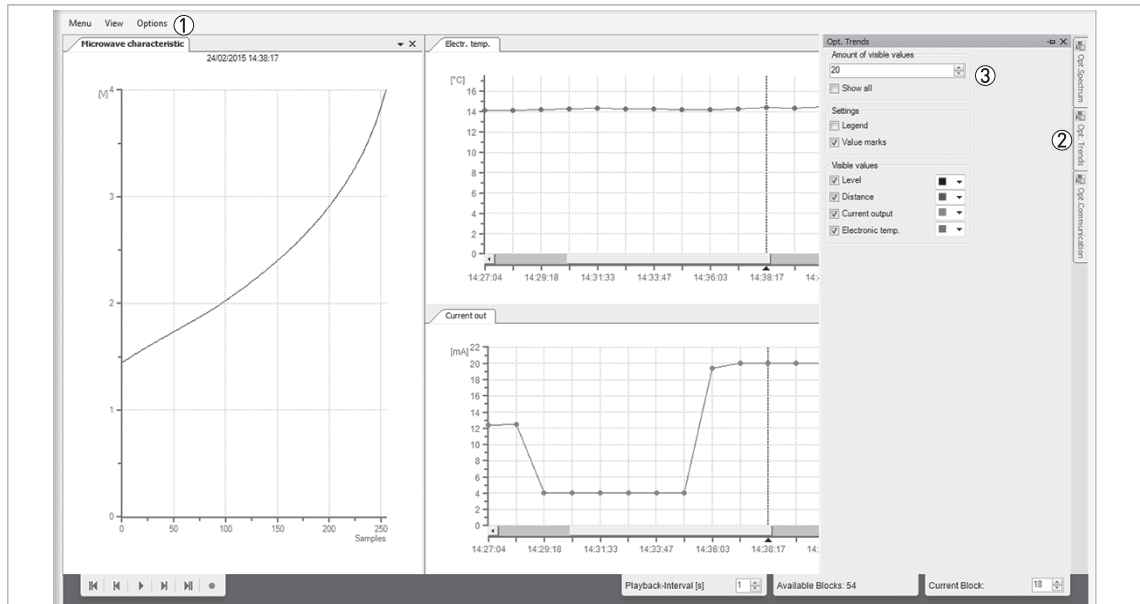 Menu View Options ①
Microwave characteristic
24/02/2015 14:38:17
[V]
4
3
2
1
0
0 50 100 150 200 250
Samples
Electr. temp.
[°C]
16
14
12
10
8
6
4
2
0
14:27:04 14:29:18 14:31:33 14:33:47 14:36:03 14:38:17 14:4
Current out
[mA]
22
20
18
16
14
12
10
8
6
4
2
0
14:27:04 14:29:18 14:31:33 14:33:47 14:36:03 14:38:17 14:
Opt. Trends
Amount of visible values
20
③
Show all
Settings
Legend
Value marks
Visible values
Level
Distance
Current output
Electronic temp.
Opt.Spectrum
②
Opt. Trends
Opt.Communication
Playback-Interval [s] 1
Available Blocks: 54
Current Block: 18